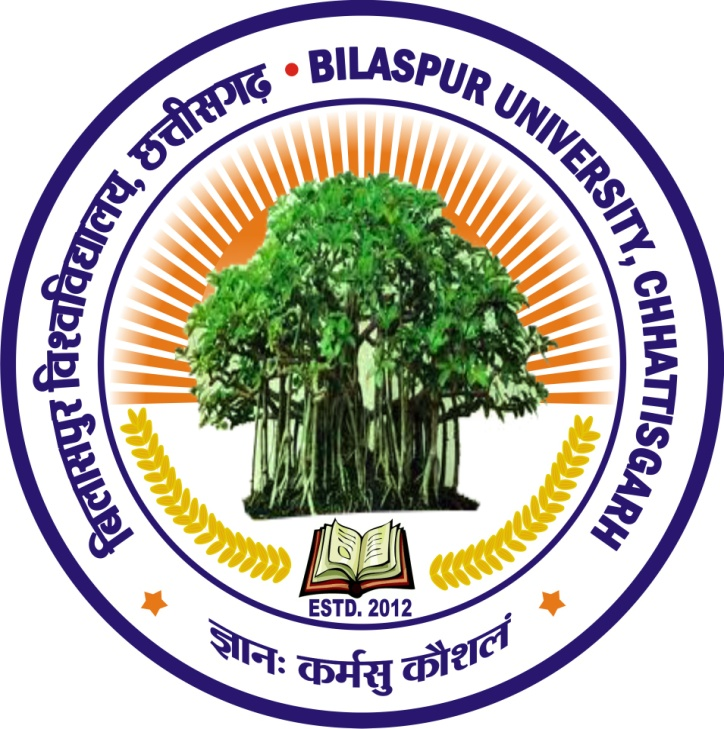 बिलासपुर विश्वविद्यालय, छत्तीसगढ़ • BILASPUR UNIVERSITY, CHHATTISGARH
ESTD. 2012
ज्ञानः कर्मसु कौशलं